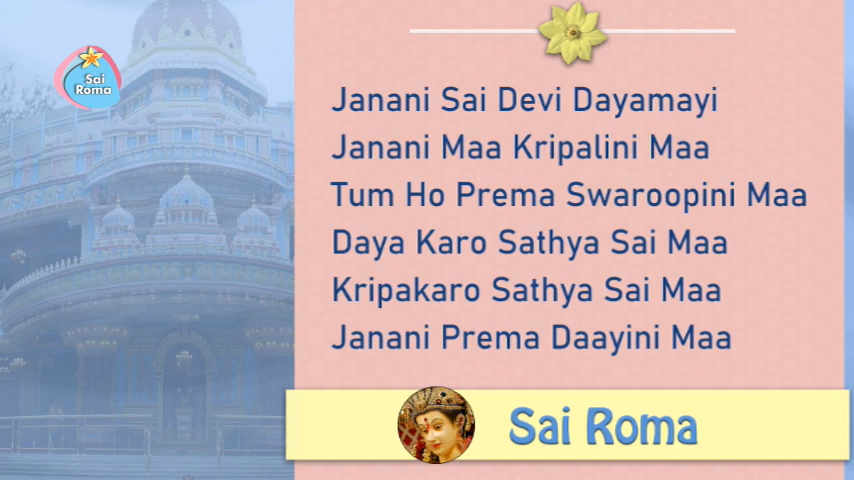 Sai
Roma
Janani Sai Devi Dayamayi
Janani Maa Kripalini Maa
Tum Ho Prema Swaroopini Maa
Daya Karo Sathya Sai Maa
Kripakaro Sathya Sai Maa
Janani Prema Daayini Maa
Sai Roma